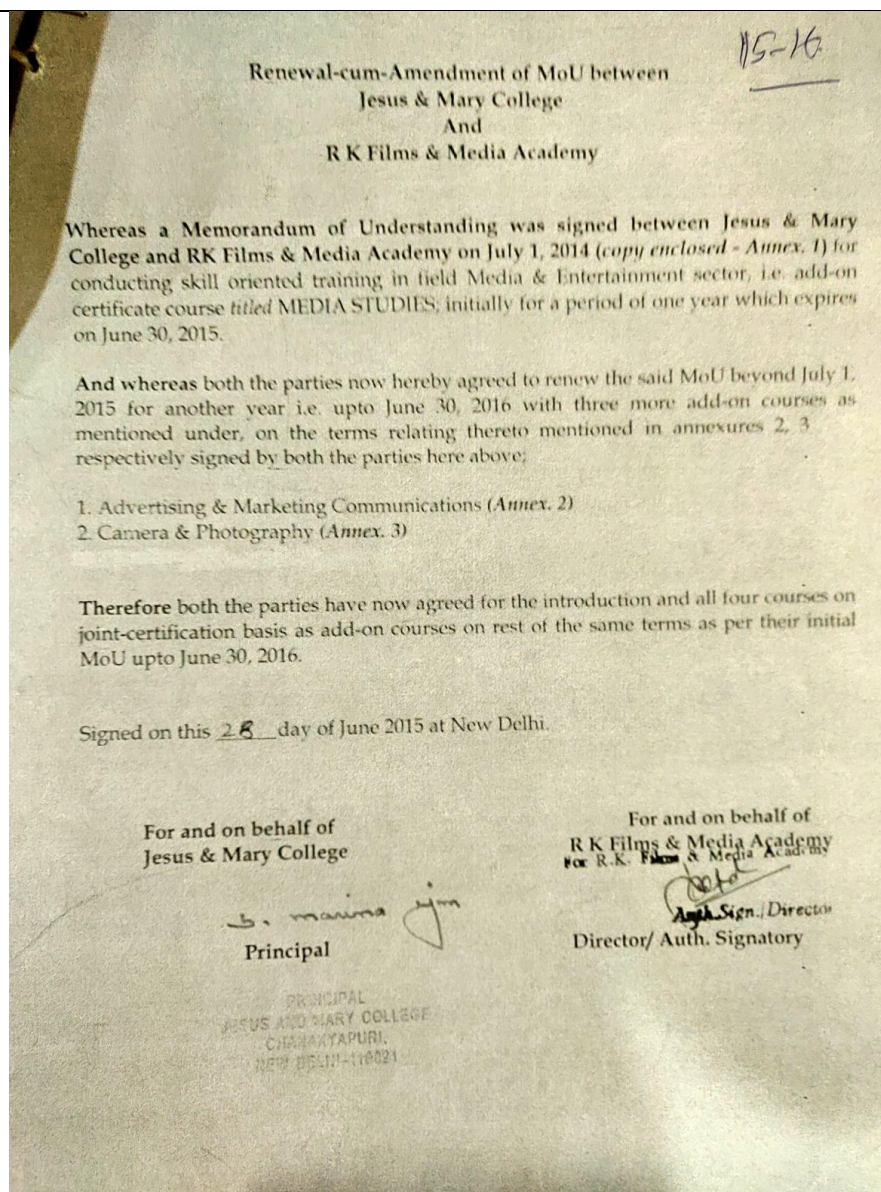 15-16
Renewal-cum-Amendment of MoU between
Jesus & Mary College
And
R K Films & Media Academy
Whereas a Memorandum of Understanding was signed between Jesus & Mary
College and RK Films & Media Academy on July 1, 2014 (copy enclosed - Annex. 1) for
conducting skill oriented training in field Media & Entertainment sector, i.e. add-on
certificate course titled MEDIA STUDIES, initially for a period of one year which expires
on June 30, 2015.
And whereas both the parties now hereby agreed to renew the said MoU beyond July 1,
2015 for another year i.e. upto June 30, 2016 with three more add-on courses as
mentioned under, on the terms relating thereto mentioned in annexures 2, 3
respectively signed by both the parties here above;
1. Advertising & Marketing Communications (Annex. 2)
2. Camera & Photography (Annex. 3)
Therefore both the parties have now agreed for the introduction and all four courses on
joint-certification basis as add-on courses on rest of the same terms as per their initial
MoU upto June 30, 2016.
Signed on this 28 day of June 2015 at New Delhi.
For and on behalf of
Jesus & Mary College
S. Marina rjm
Principal
PRINCIPAL
JESUS AND MARY COLLEGE
CHANAKYAPURI,
NEW DELHI-110021
For and on behalf of
R K Films & Media Academy
For R.K. Films & Media Academy
Auth. Sign./Director
Director/ Auth. Signatory